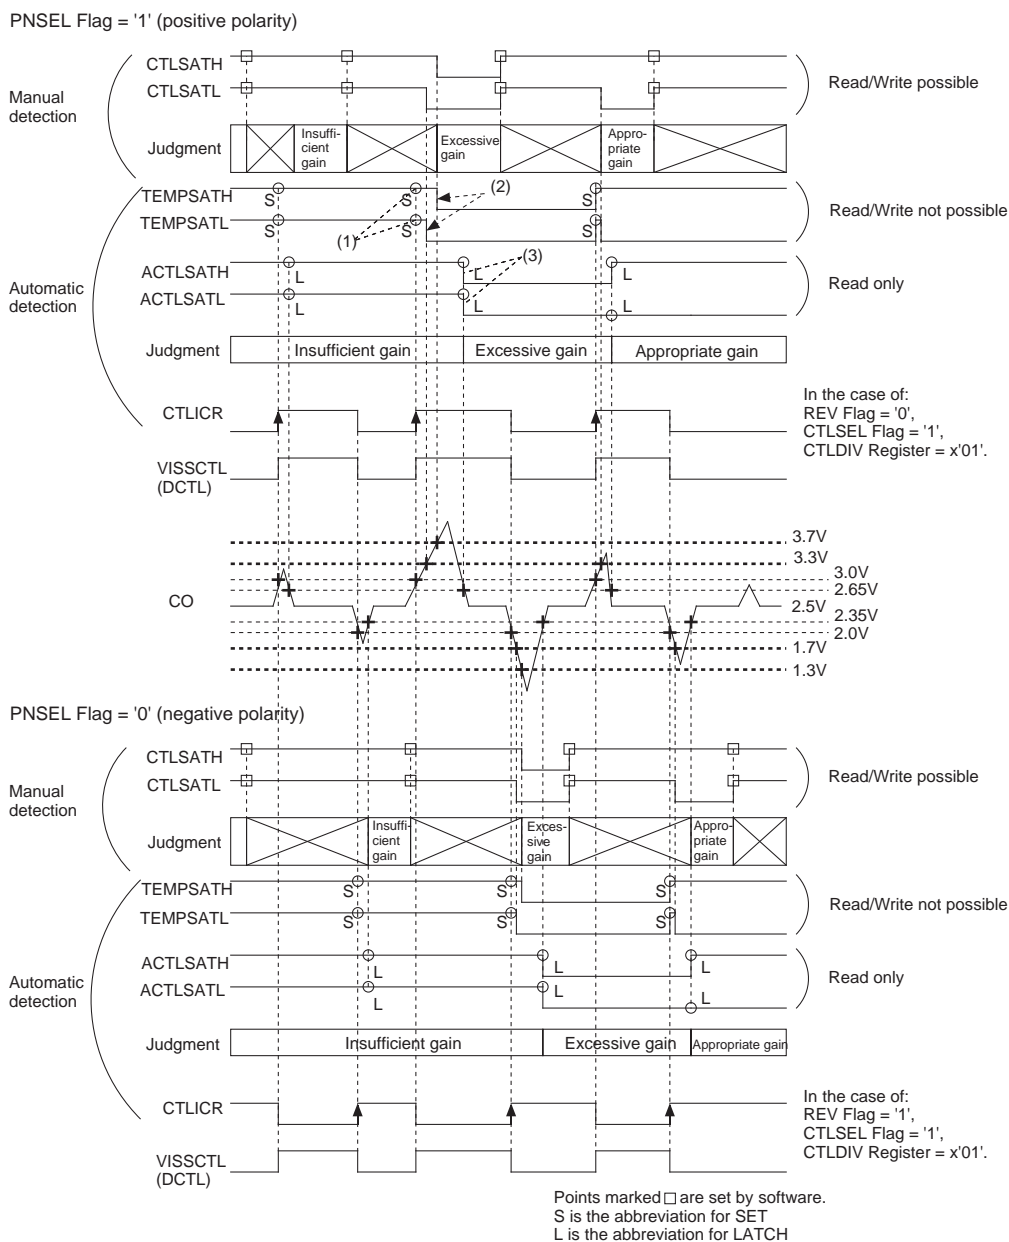 PNSEL Flag = '1' (positive polarity)
CTLSATH
CTLSATL
Manual
detection
Read/Write possible
Judgment
Insuffi-
cient
gain
Excessive
gain
Appro-
priate
gain
TEMPSATH
S
S
S
(2)
TEMPSATL
S
S
S
(1)
Read/Write not possible
(3)
ACTLSATH
L
L
L
ACTLSATL
L
L
Automatic
detection
Read only
Judgment
Insufficient gain
Excessive gain
Appropriate gain
CTLICR
In the case of:
REV Flag = '0',
CTLSEL Flag = '1',
CTLDIV Register = x'01'.
VISSCTL
(DCTL)
CO
3.7V
3.3V
3.0V
2.65V
2.5V
2.35V
2.0V
1.7V
1.3V
PNSEL Flag = '0' (negative polarity)
CTLSATH
CTLSATL
Manual
detection
Read/Write possible
Judgment
Insuffi-
cient
gain
Exces-
sive
gain
Appro-
priate
gain
TEMPSATH
S
S
S
TEMPSATL
S
S
S
Read/Write not possible
ACTLSATH
L
L
L
ACTLSATL
L
L
L
Automatic
detection
Read only
Judgment
Insufficient gain
Excessive gain
Appropriate gain
CTLICR
In the case of:
REV Flag = '1',
CTLSEL Flag = '1',
CTLDIV Register = x'01'.
VISSCTL
(DCTL)
Points marked □ are set by software.
S is the abbreviation for SET
L is the abbreviation for LATCH